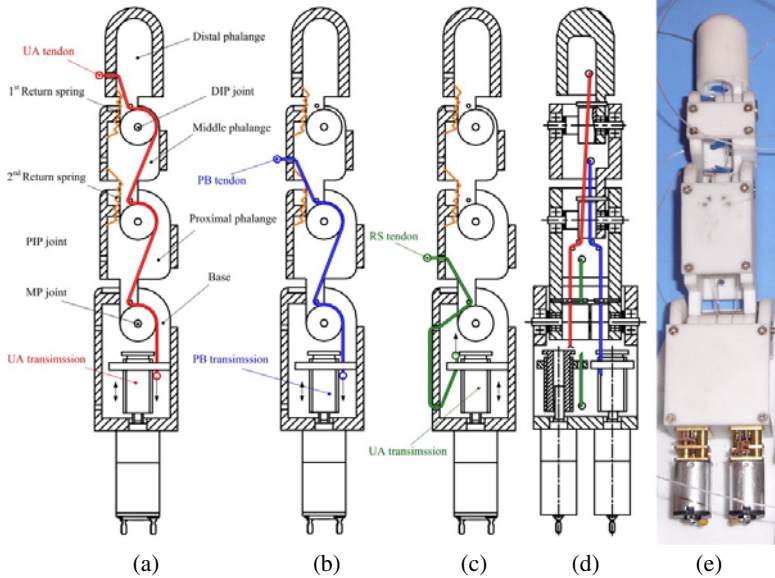 Distal phalange
UA tendon
1st Return spring
DIP joint
Middle phalange
2nd Return spring
PB tendon
Proximal phalange
RS tendon
PIP joint
Base
MP joint
UA transimssion
PB transimssion
UA transimssion
(a) (b) (c) (d) (e)